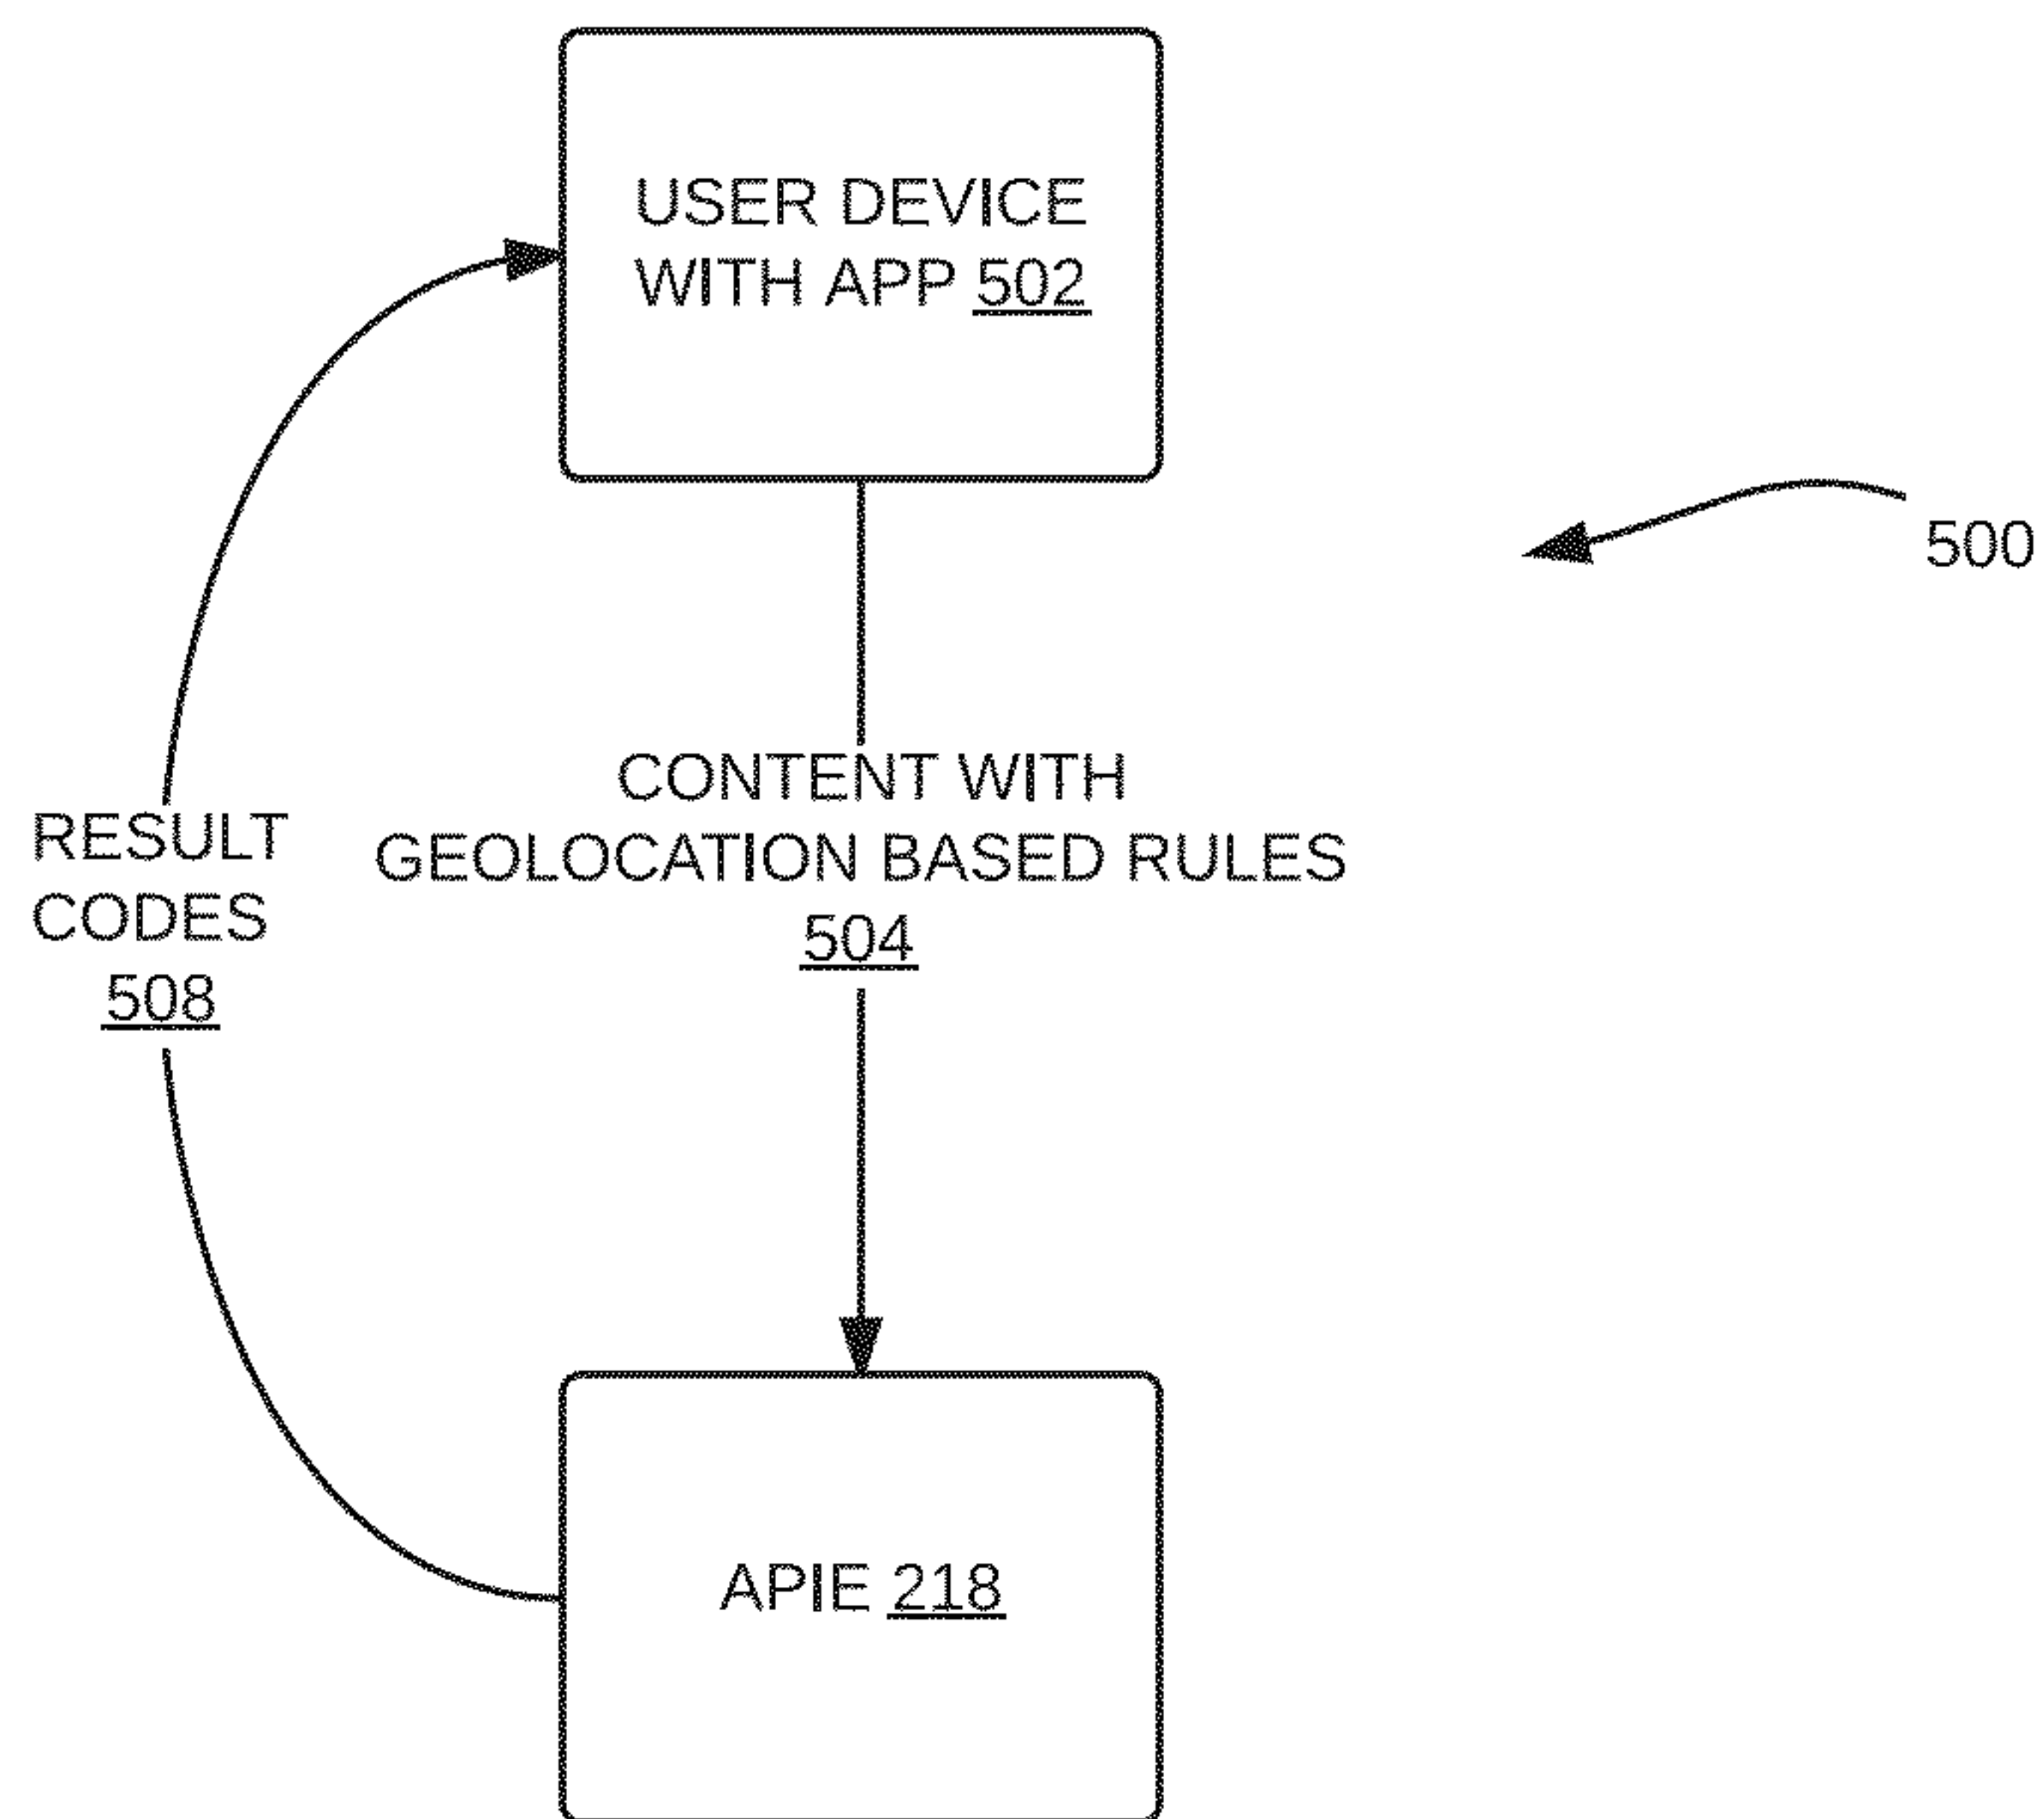 USER DEVICE
WITH APP 502
500
CONTENT WITH
GEOLOCATION BASED RULES
504
RESULT
CODES
508
APIE 218